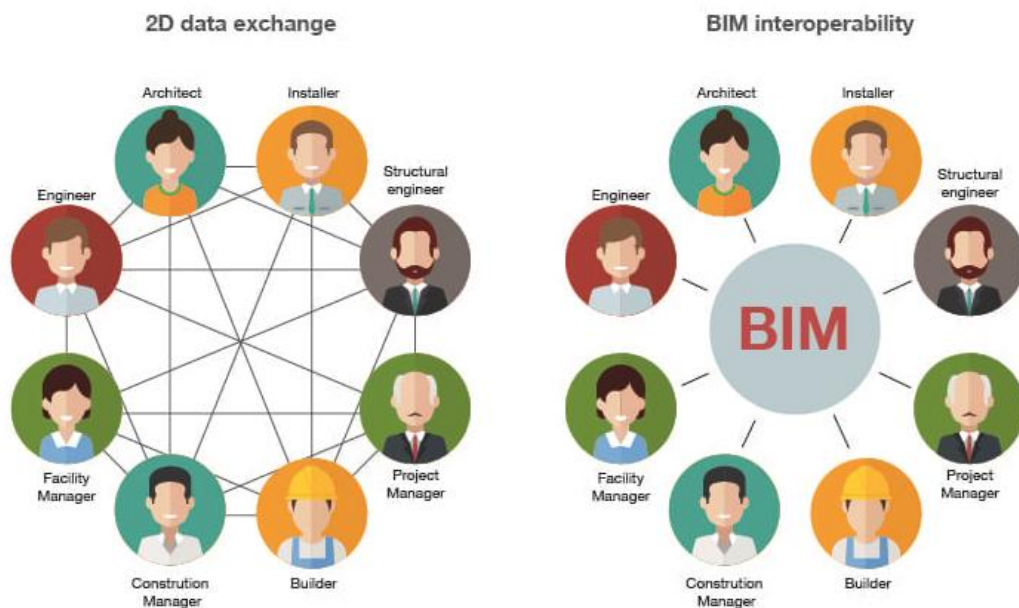 2D data exchange
BIM interoperability
Architect
Installer
Structural
engineer
Engineer
Facility
Manager
Project
Manager
Constrution
Manager
Builder
Architect
Installer
Structural
engineer
Engineer
BIM
Facility
Manager
Project
Manager
Constrution
Manager
Builder